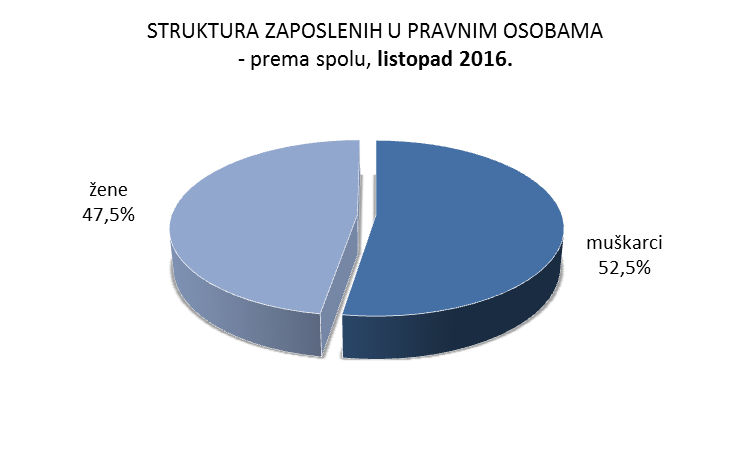 STRUKTURA ZAPOSLENIH U PRAVNIM OSOBAMA
- prema spolu, listopad 2016.
žene
47,5%
muškarci
52,5%